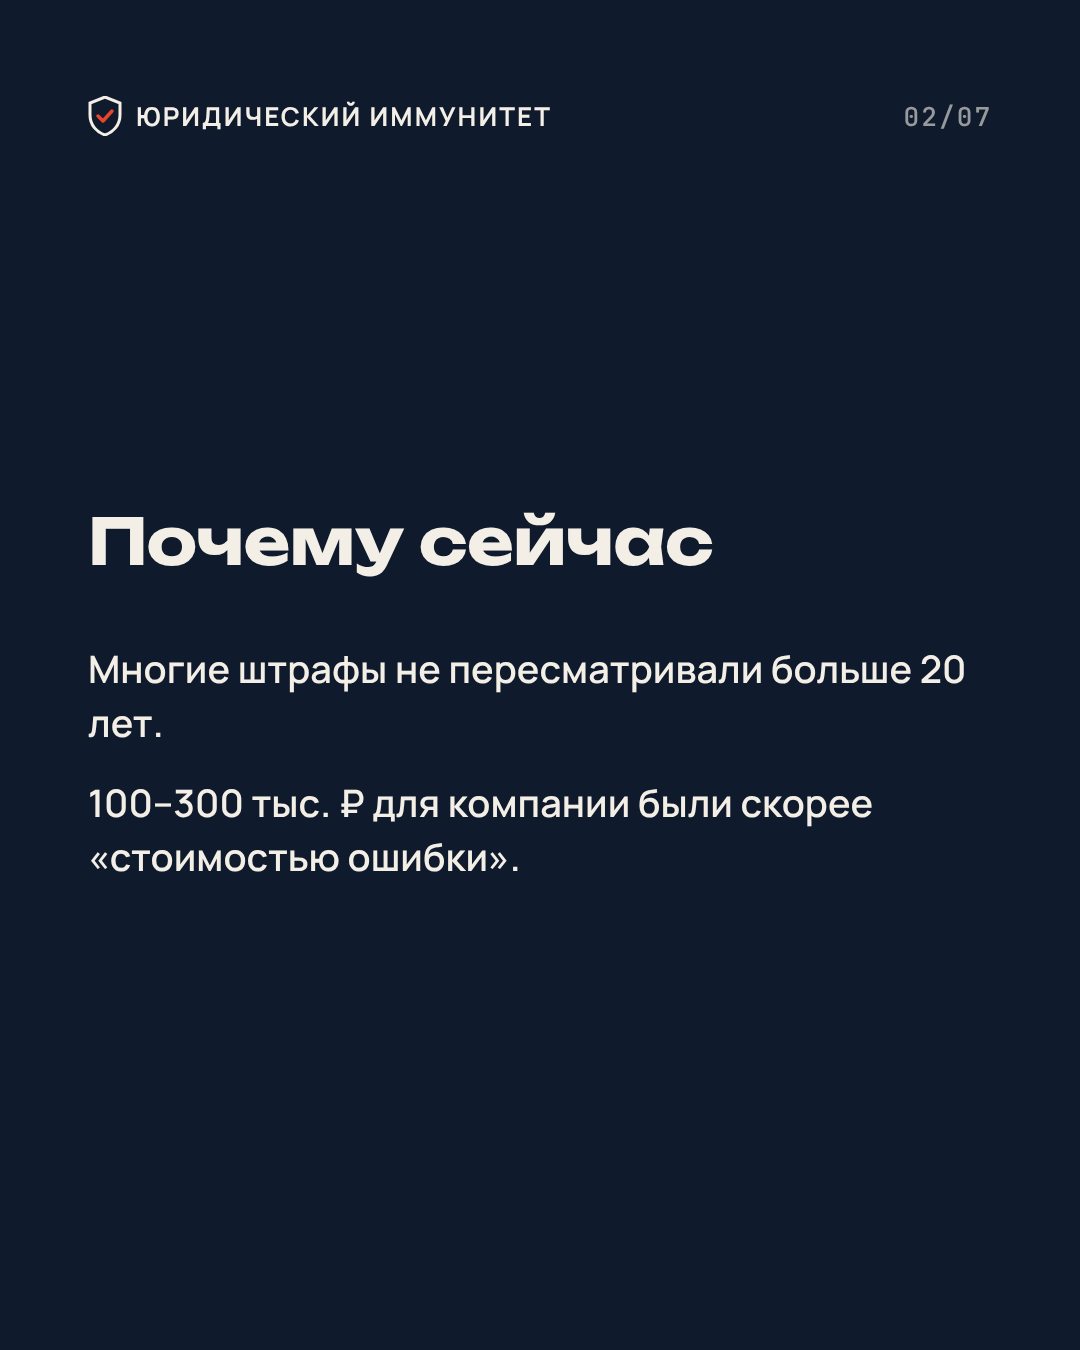 ЮРИДИЧЕСКИЙ ИММУНИТЕТ
02/07
Почему сейчас
Многие штрафы не пересматривали больше 20
лет.
100–300 тыс. ₽ для компании были скорее
«стоимостью ошибки».